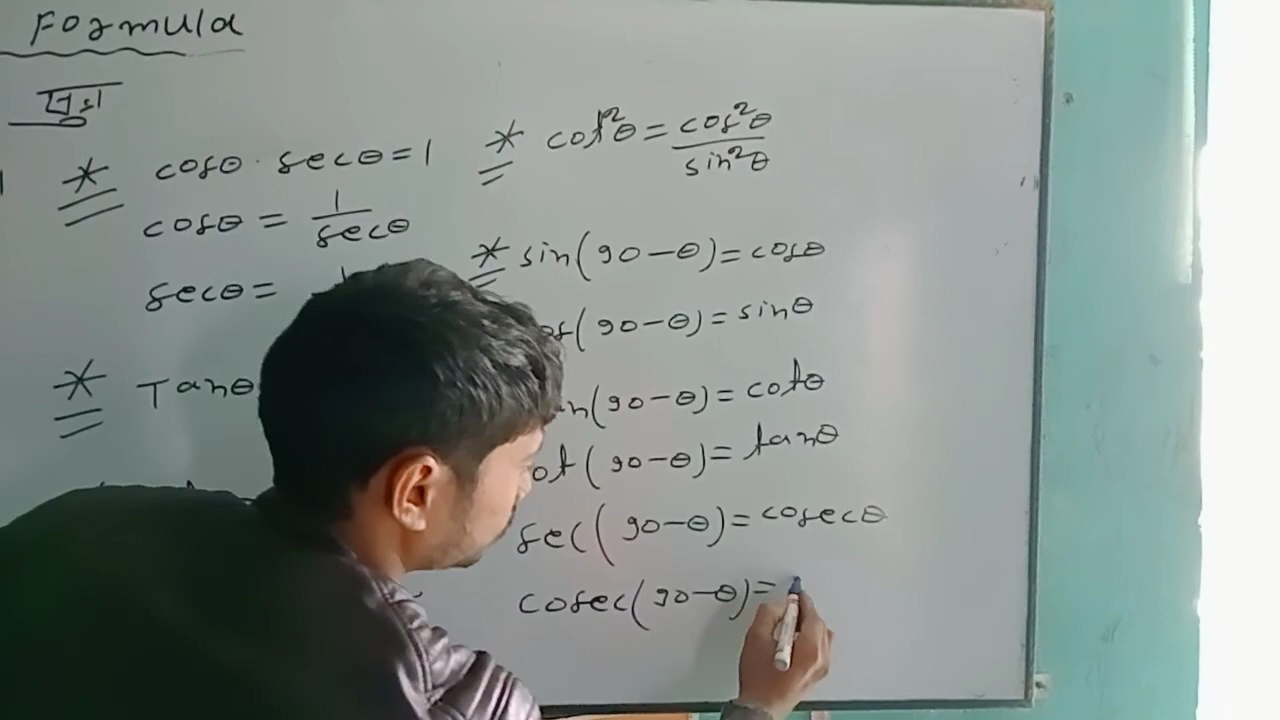 Formula
সূত্র
* cosθ · secθ = 1
cosθ = 1/secθ
secθ =
* Tanθ
* cot²θ = cos²θ/sin²θ
* sin(90-θ) = cosθ
(90-θ) = sinθ
(90-θ) = cotθ
(90-θ) = tanθ
sec(90-θ) = cosecθ
cosec(90-θ) =